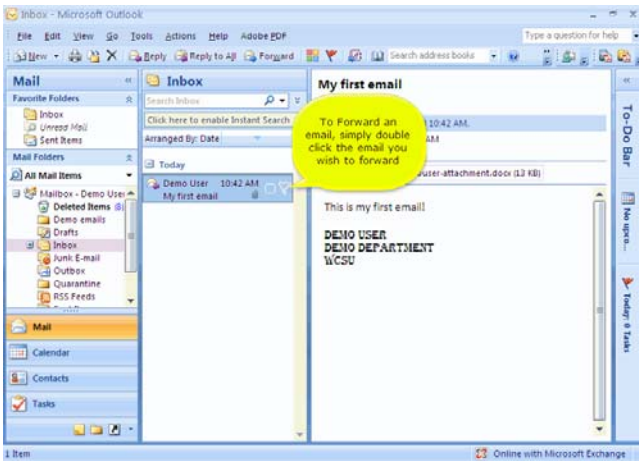 Inbox - Microsoft Outlook
File Edit View Go Tools Actions Help Adobe PDF
Type a question for help
New Reply Reply to All Forward Search address books
Mail
Favorite Folders
Inbox
Unread Mail
Sent Items
Mail Folders
All Mail Items
Mailbox - Demo User
Deleted Items
Demo emails
Drafts
Inbox
Junk E-mail
Outbox
Quarantine
RSS Feeds
Mail
Calendar
Contacts
Tasks
1 Item
Inbox
Search Inbox
Click here to enable Instant Search
Arranged By: Date
Today
Demo User 10:42 AM
My first email
To Forward an
email, simply double
click the email you
wish to forward
My first email
10:42 AM.
AM
user-attachment.docx (13 KB)
This is my first email!
DEMO USER
DEMO DEPARTMENT
WCSU
To-Do Bar
No upco...
Today: 0 Tasks
Online with Microsoft Exchange